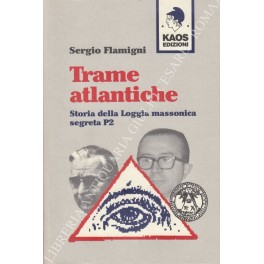 KAOS
EDIZIONI
Sergio Flamigni
Trame
atlantiche
Storia della Loggia massonica
segreta P2